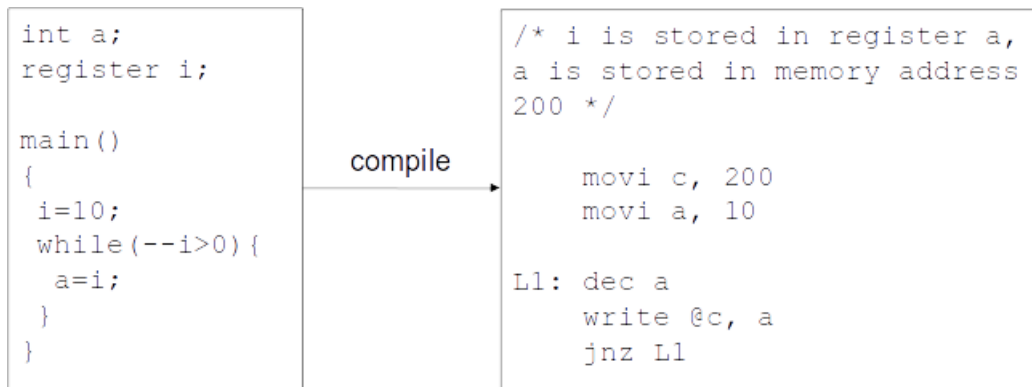 int a;
register i;
main()
{
i=10;
while(--i>0){
a=i;
}
}
compile
/* i is stored in register a,
a is stored in memory address
200 */
movi c, 200
movi a, 10
L1: dec a
write @c, a
jnz L1